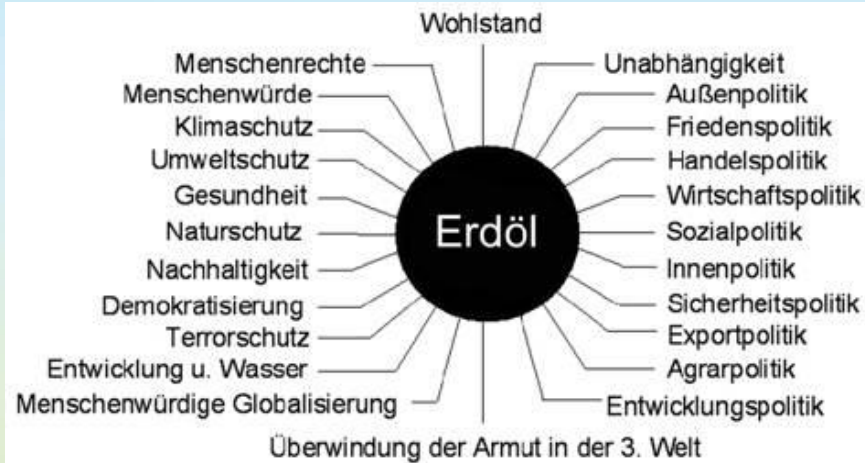 Wohlstand
Menschenrechte
Menschenwürde
Klimaschutz
Umweltschutz
Gesundheit
Naturschutz
Nachhaltigkeit
Demokratisierung
Terrorschutz
Entwicklung u. Wasser
Menschenwürdige Globalisierung
Erdöl
Unabhängigkeit
Außenpolitik
Friedenspolitik
Handelspolitik
Wirtschaftspolitik
Sozialpolitik
Innenpolitik
Sicherheitspolitik
Exportpolitik
Agrarpolitik
Entwicklungspolitik
Überwindung der Armut in der 3. Welt